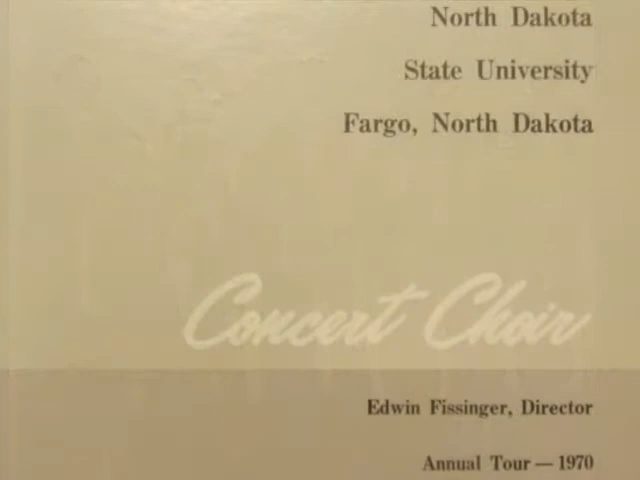 North Dakota
State University
Fargo, North Dakota
Concert Choir
Edwin Fissinger, Director
Annual Tour — 1970